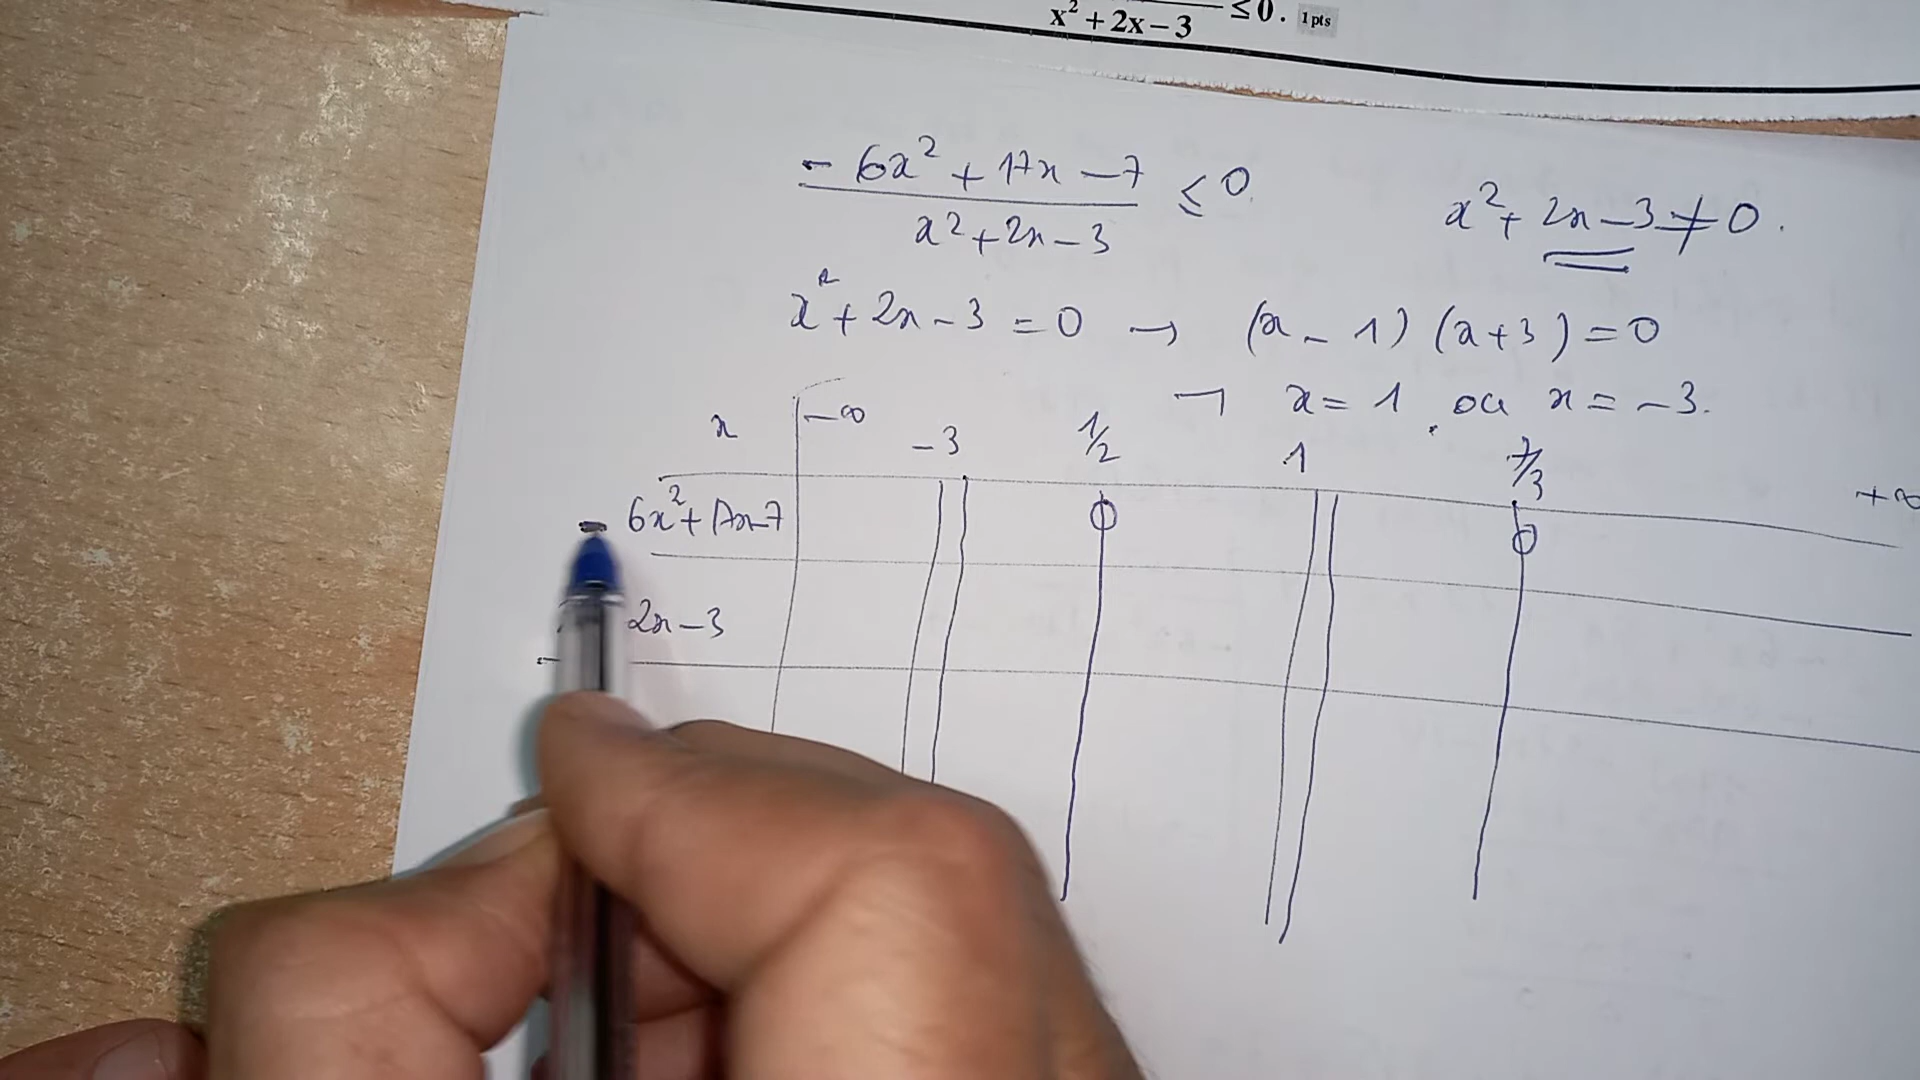 x² + 2x − 3 ≤ 0. 1pts
- 6x² + 17x - 7
≤ 0
x² + 2x - 3
x² + 2x - 3 ≠ 0.
x² + 2x - 3 = 0 → (x - 1) (x + 3) = 0
→ x = 1 ou x = -3.
x -∞ -3 1/2 1 7/3 +∞
- 6x² + 17x - 7 0 0
2x - 3